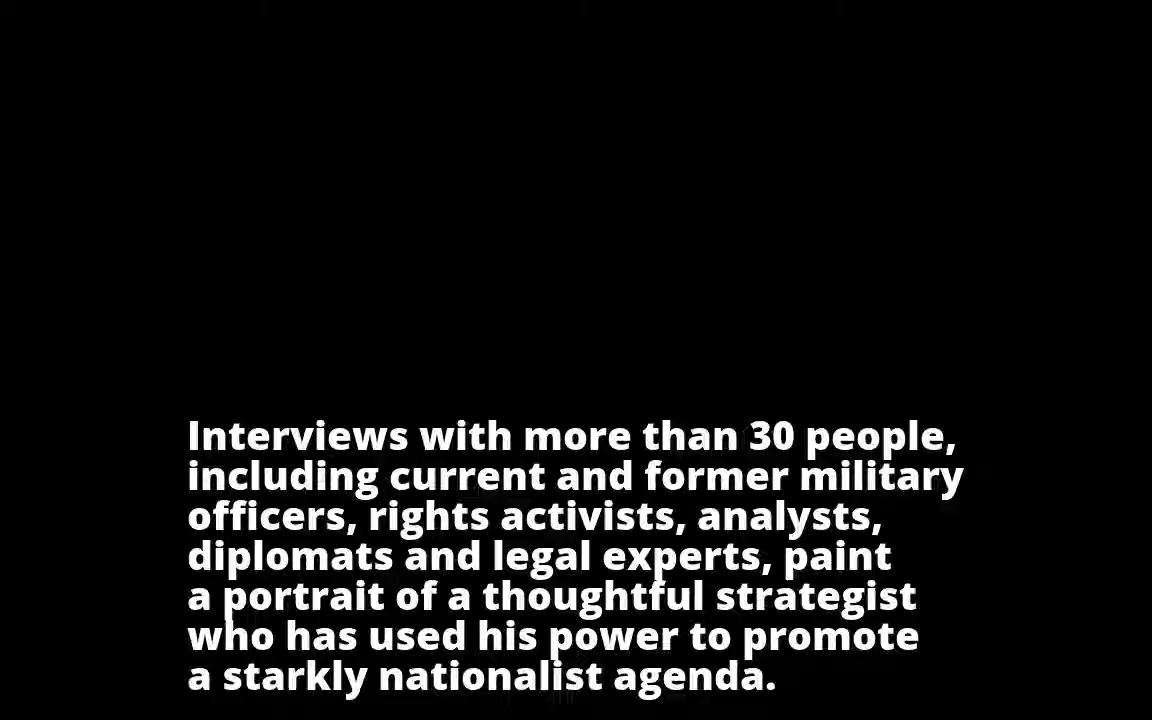 Interviews with more than 30 people,
including current and former military
officers, rights activists, analysts,
diplomats and legal experts, paint
a portrait of a thoughtful strategist
who has used his power to promote
a starkly nationalist agenda.